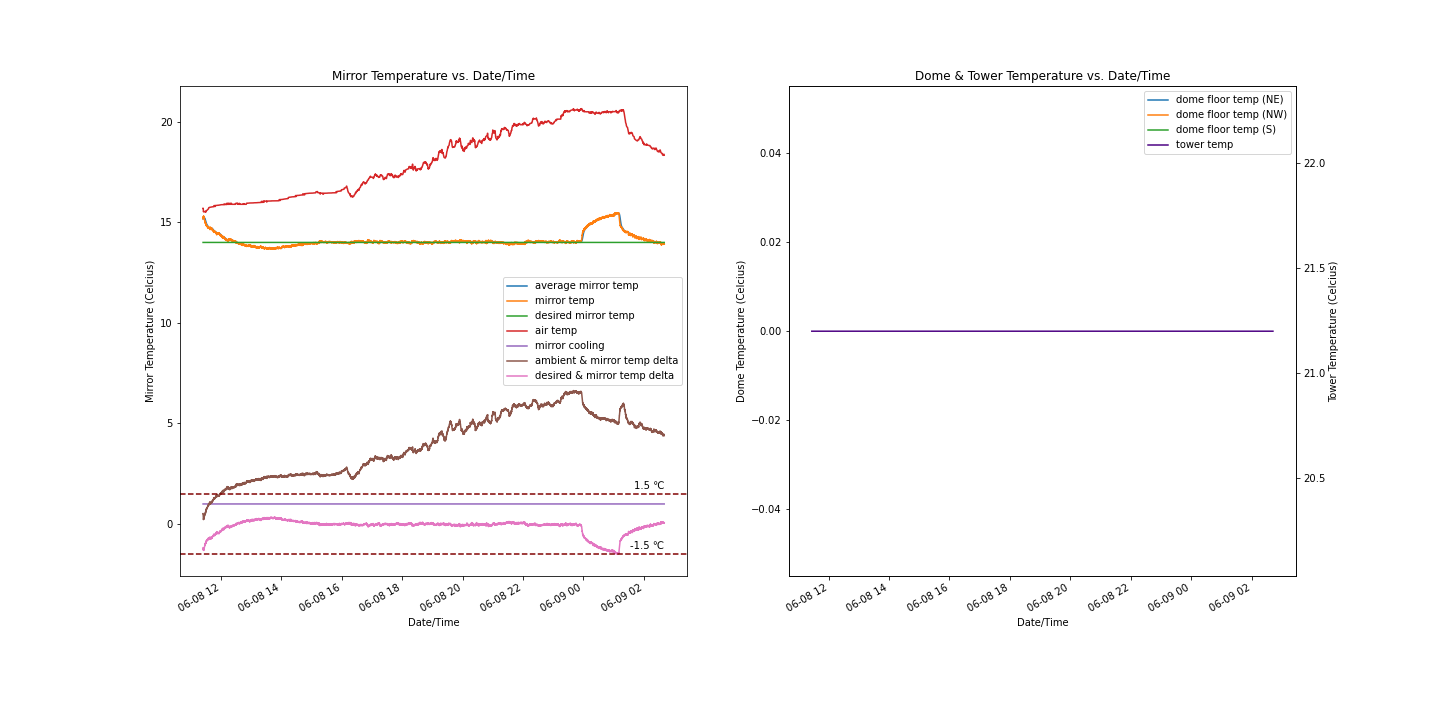 Mirror Temperature vs. Date/Time
Mirror Temperature (Celcius)
20
15
10
5
0
average mirror temp
mirror temp
desired mirror temp
air temp
mirror cooling
ambient & mirror temp delta
desired & mirror temp delta
1.5 °C
-1.5 °C
06-08 12
06-08 14
06-08 16
06-08 18
06-08 20
06-08 22
06-09 00
06-09 02
Date/Time
Dome & Tower Temperature vs. Date/Time
Dome Temperature (Celcius)
0.04
0.02
0.00
−0.02
−0.04
dome floor temp (NE)
dome floor temp (NW)
dome floor temp (S)
tower temp
22.0
21.5
21.0
20.5
Tower Temperature (Celcius)
06-08 12
06-08 14
06-08 16
06-08 18
06-08 20
06-08 22
06-09 00
06-09 02
Date/Time